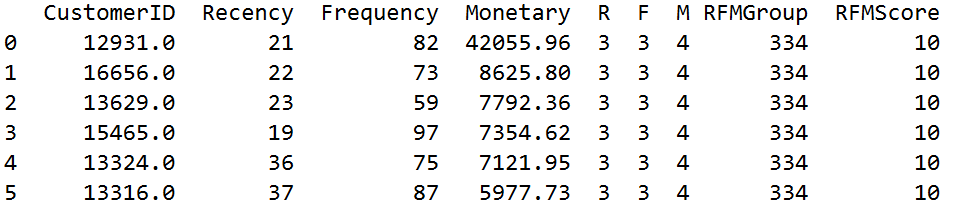 CustomerID Recency Frequency Monetary R F M RFMGroup RFMScore
0 12931.0 21 82 42055.96 3 3 4 334 10
1 16656.0 22 73 8625.80 3 3 4 334 10
2 13629.0 23 59 7792.36 3 3 4 334 10
3 15465.0 19 97 7354.62 3 3 4 334 10
4 13324.0 36 75 7121.95 3 3 4 334 10
5 13316.0 37 87 5977.73 3 3 4 334 10